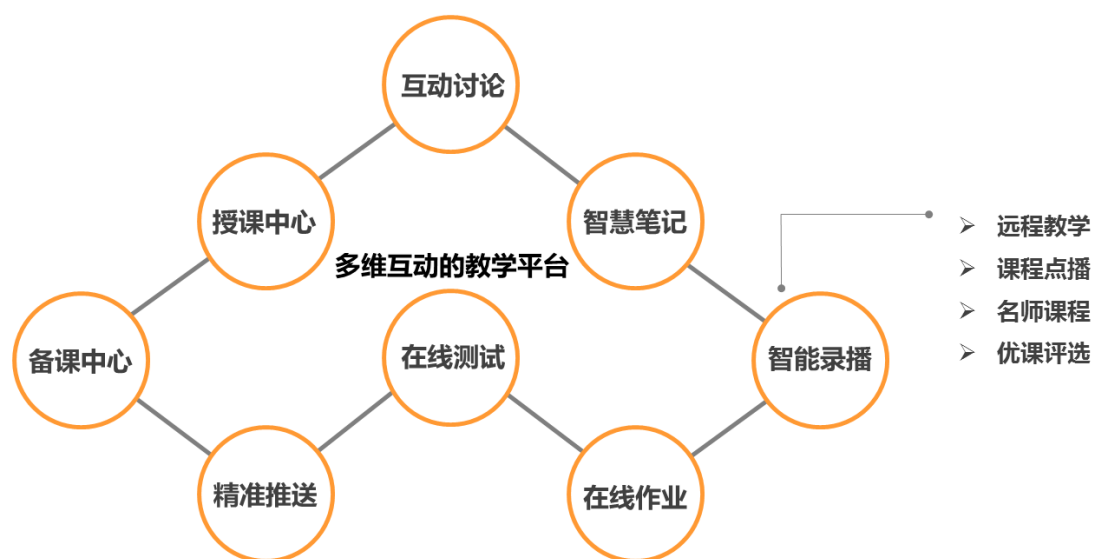 互动讨论
授课中心
智慧笔记
多维互动的教学平台
备课中心
在线测试
智能录播
精准推送
在线作业
远程教学
课程点播
名师课程
优课评选